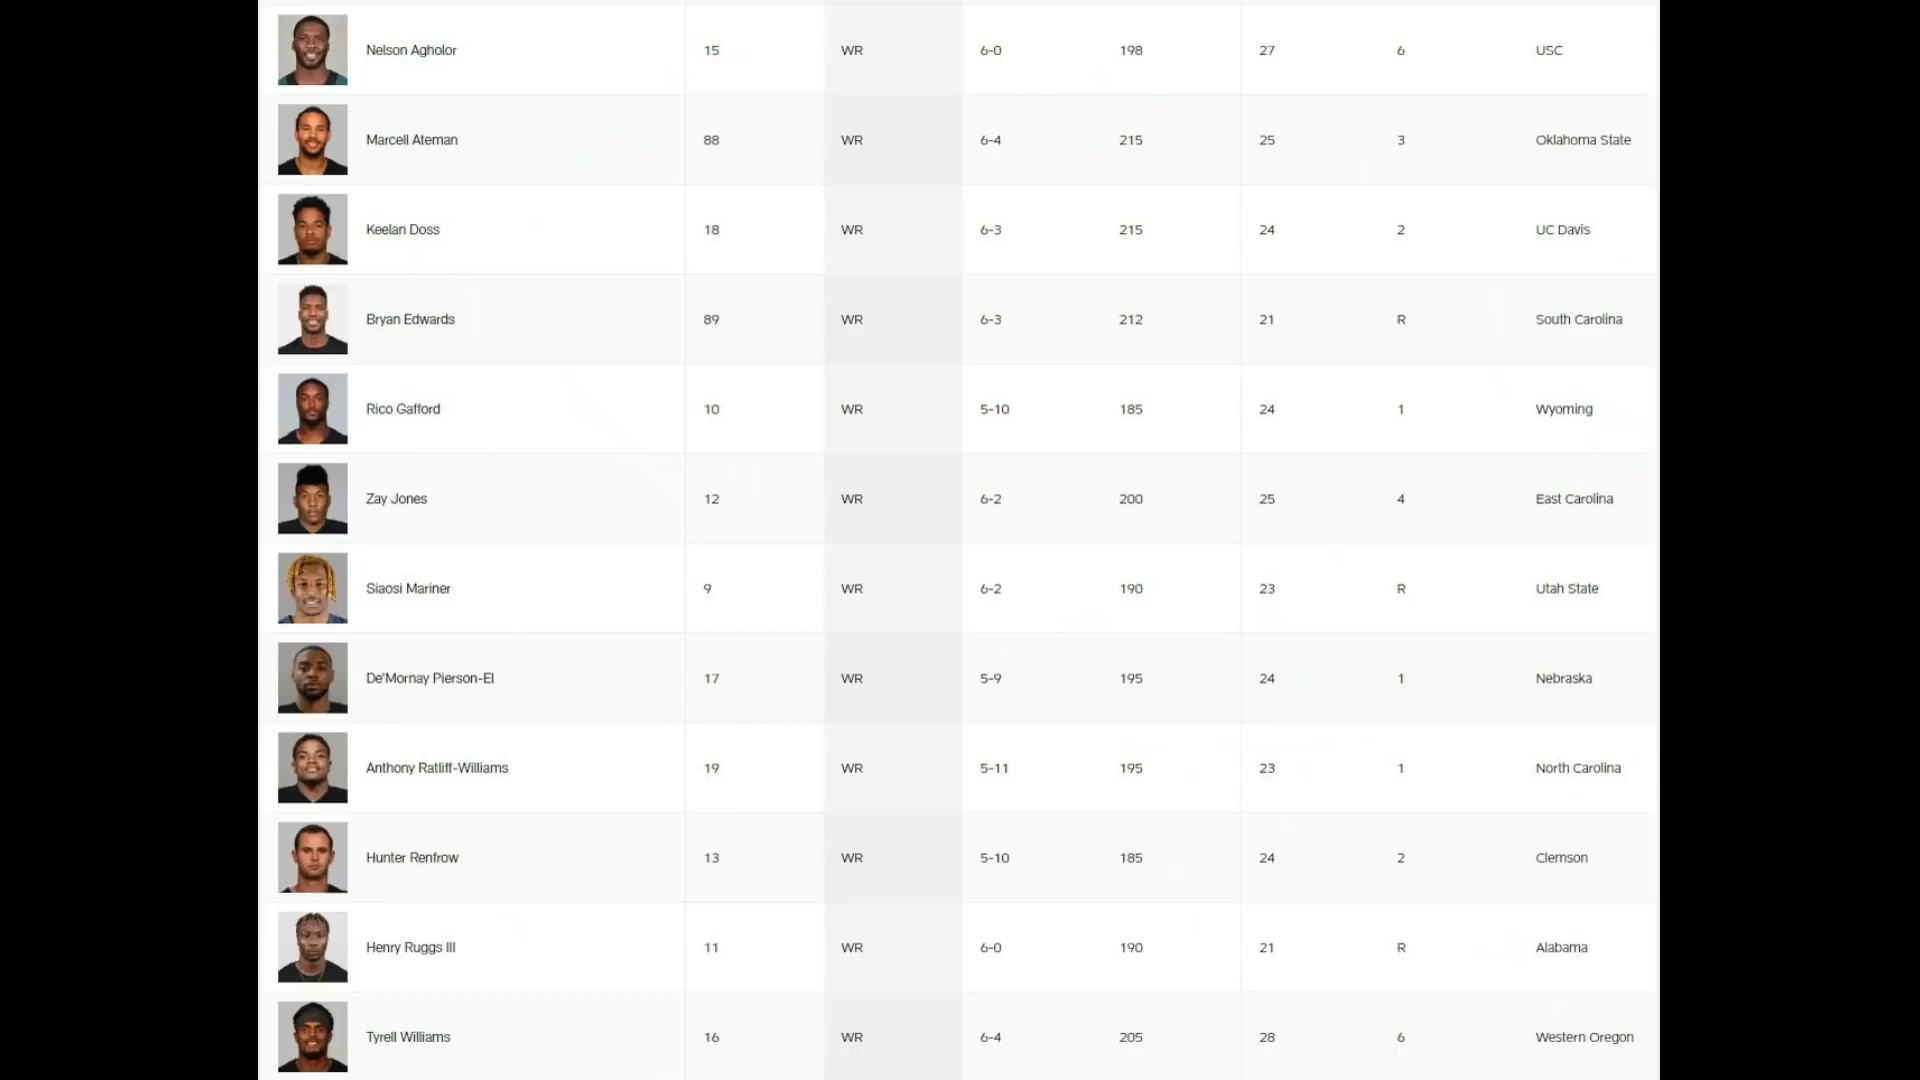 Nelson Agholor 15 WR 6-0 198 27 6 USC
Marcell Ateman 88 WR 6-4 215 25 3 Oklahoma State
Keelan Doss 18 WR 6-3 215 24 2 UC Davis
Bryan Edwards 89 WR 6-3 212 21 R South Carolina
Rico Gafford 10 WR 5-10 185 24 1 Wyoming
Zay Jones 12 WR 6-2 200 25 4 East Carolina
Siaosi Mariner 9 WR 6-2 190 23 R Utah State
De'Mornay Pierson-El 17 WR 5-9 195 24 1 Nebraska
Anthony Ratliff-Williams 19 WR 5-11 195 23 1 North Carolina
Hunter Renfrow 13 WR 5-10 185 24 2 Clemson
Henry Ruggs III 11 WR 6-0 190 21 R Alabama
Tyrell Williams 16 WR 6-4 205 28 6 Western Oregon